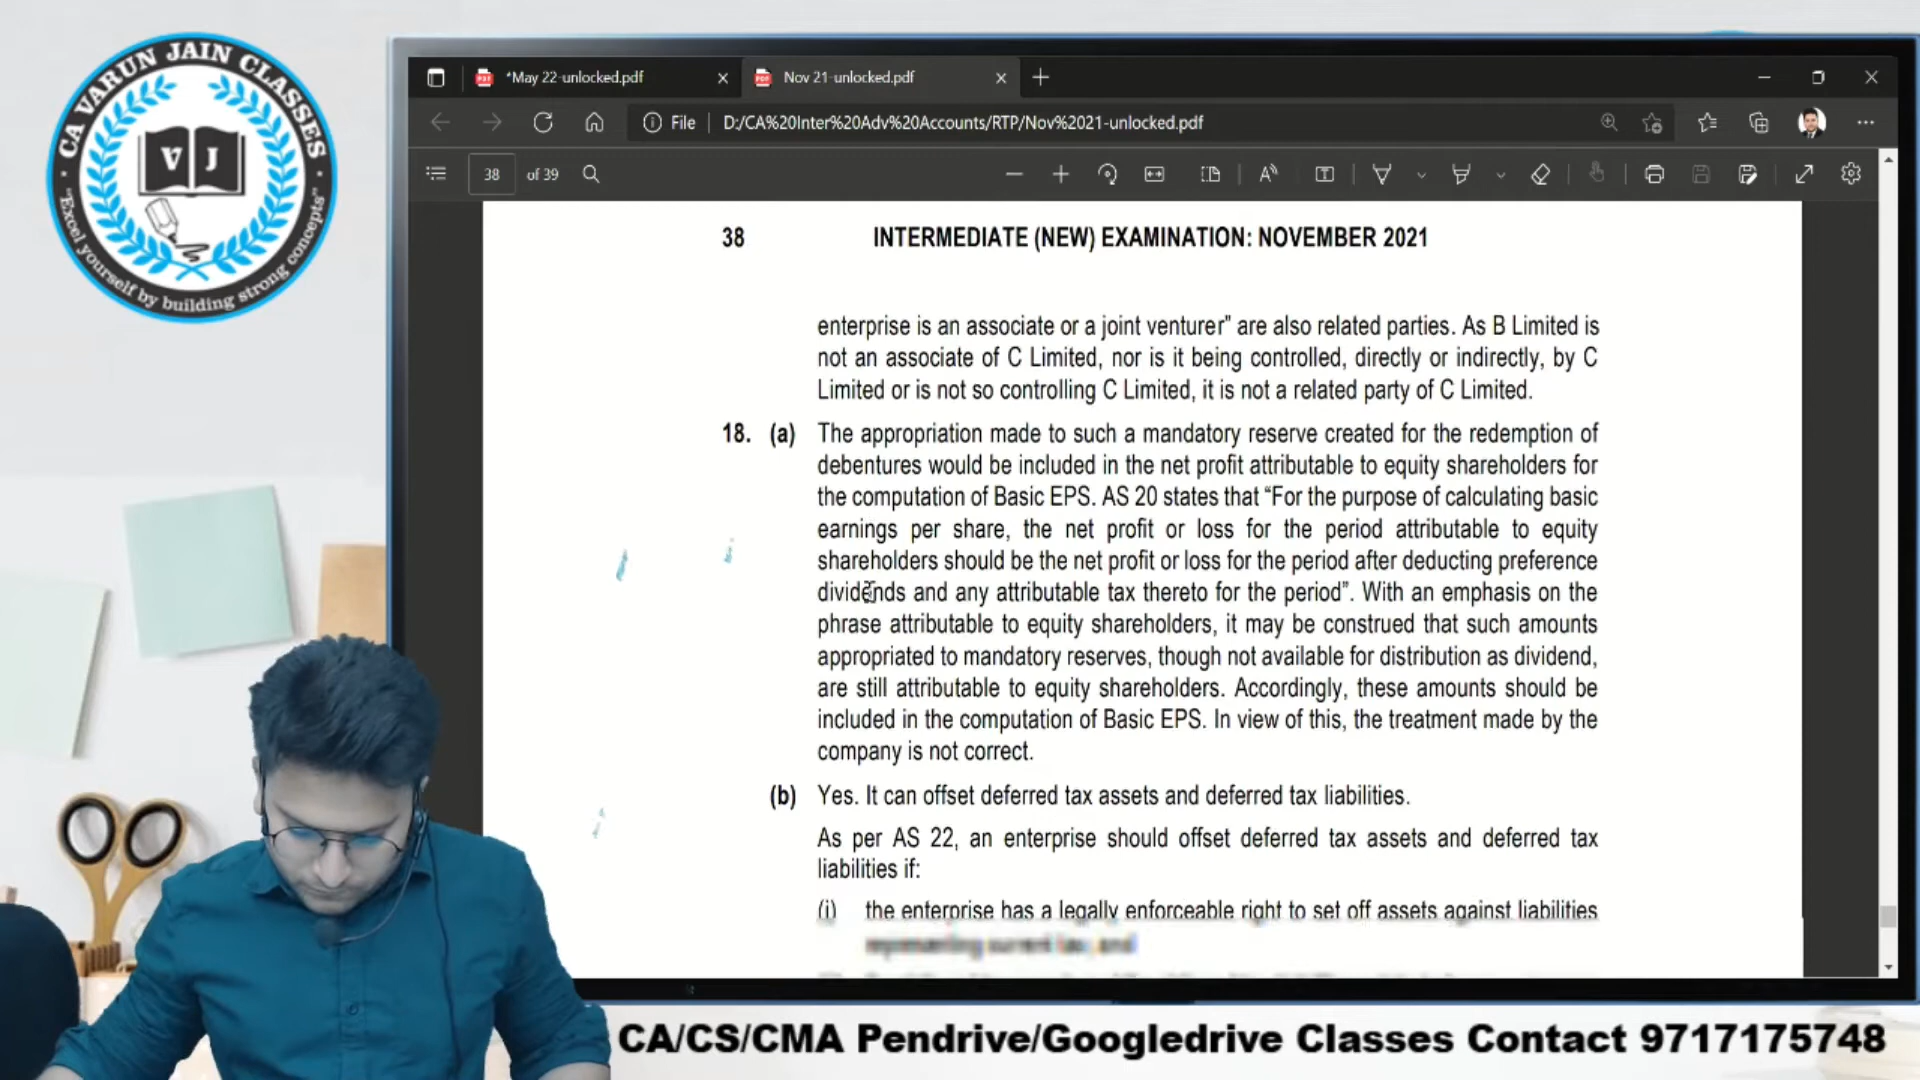 CA VARUN JAIN CLASSES
V J
"Excel yourself by building strong concepts"
*May 22-unlocked.pdf
Nov 21-unlocked.pdf
File
D:/CA%20Inter%20Adv%20Accounts/RTP/Nov%2021-unlocked.pdf
38 of 39
38 INTERMEDIATE (NEW) EXAMINATION: NOVEMBER 2021
enterprise is an associate or a joint venturer" are also related parties. As B Limited is
not an associate of C Limited, nor is it being controlled, directly or indirectly, by C
Limited or is not so controlling C Limited, it is not a related party of C Limited.
18. (a) The appropriation made to such a mandatory reserve created for the redemption of
debentures would be included in the net profit attributable to equity shareholders for
the computation of Basic EPS. AS 20 states that “For the purpose of calculating basic
earnings per share, the net profit or loss for the period attributable to equity
shareholders should be the net profit or loss for the period after deducting preference
dividends and any attributable tax thereto for the period”. With an emphasis on the
phrase attributable to equity shareholders, it may be construed that such amounts
appropriated to mandatory reserves, though not available for distribution as dividend,
are still attributable to equity shareholders. Accordingly, these amounts should be
included in the computation of Basic EPS. In view of this, the treatment made by the
company is not correct.
(b) Yes. It can offset deferred tax assets and deferred tax liabilities.
As per AS 22, an enterprise should offset deferred tax assets and deferred tax
liabilities if:
(i) the enterprise has a legally enforceable right to set off assets against liabilities
representing current tax; and
CA/CS/CMA Pendrive/Googledrive Classes Contact 9717175748